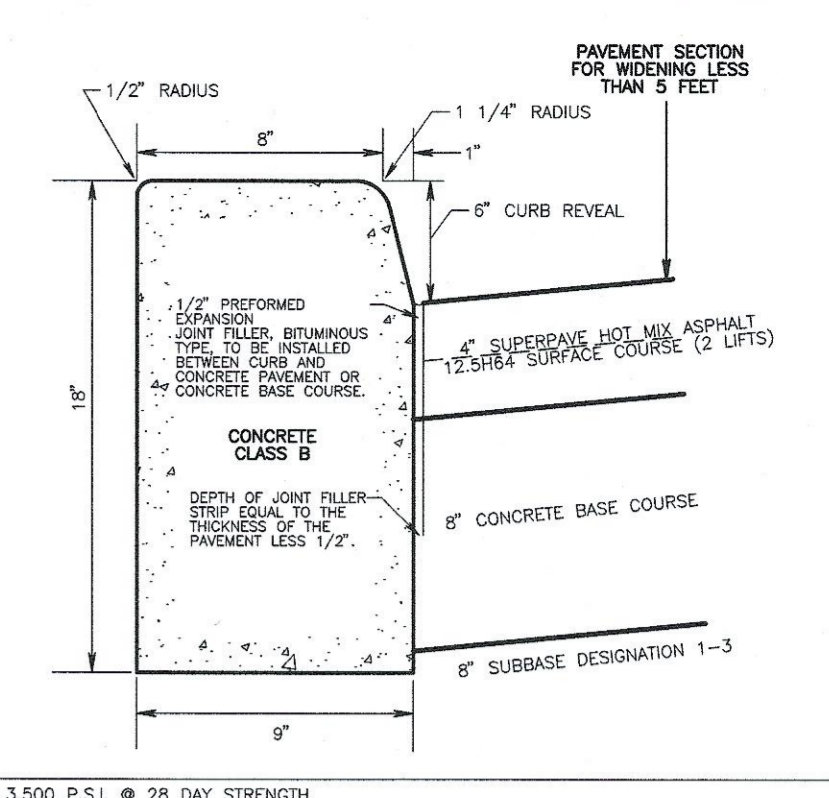 PAVEMENT SECTION
FOR WIDENING LESS
THAN 5 FEET
1/2" RADIUS
1 1/4" RADIUS
8"
1"
6" CURB REVEAL
1/2" PREFORMED
EXPANSION
JOINT FILLER, BITUMINOUS
TYPE, TO BE INSTALLED
BETWEEN CURB AND
CONCRETE PAVEMENT OR
CONCRETE BASE COURSE.
4" SUPERPAVE HOT MIX ASPHALT
12.5H64 SURFACE COURSE (2 LIFTS)
18"
CONCRETE
CLASS B
DEPTH OF JOINT FILLER
STRIP EQUAL TO THE
THICKNESS OF THE
PAVEMENT LESS 1/2".
8" CONCRETE BASE COURSE
8" SUBBASE DESIGNATION 1-3
9"
3,500 P.S.I. @ 28 DAY STRENGTH